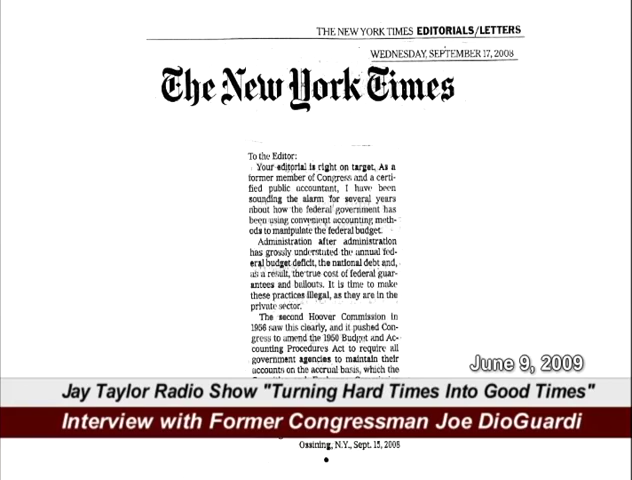 THE NEW YORK TIMES EDITORIALS/LETTERS
WEDNESDAY, SEPTEMBER 17, 2008
The New York Times
To the Editor:
Your editorial is right on target. As a
former member of Congress and a certi-
fied public accountant, I have been
sounding the alarm for several years
about how the federal government has
been using convenient accounting meth-
ods to manipulate the federal budget.
Administration after administration
has grossly understated the annual fed-
eral budget deficit, the national debt and,
as a result, the true cost of federal guar-
antees and bailouts. It is time to make
these practices illegal, as they are in the
private sector.
The second Hoover Commission in
1956 saw this clearly, and it pushed Con-
gress to amend the 1950 Budget and Ac-
counting Procedures Act to require all
government agencies to maintain their
accounts on the accrual basis, which the
June 9, 2009
Jay Taylor Radio Show "Turning Hard Times Into Good Times"
Interview with Former Congressman Joe DioGuardi
Ossining, N.Y., Sept. 15, 2008